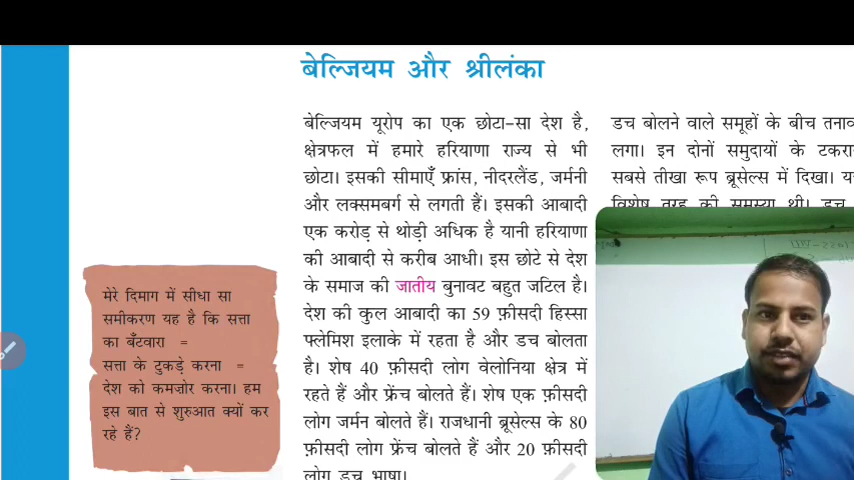 बेल्जियम और श्रीलंका
बेल्जियम यूरोप का एक छोटा-सा देश है,
क्षेत्रफल में हमारे हरियाणा राज्य से भी
छोटा। इसकी सीमाएँ फ्रांस, नीदरलैंड, जर्मनी
और लक्समबर्ग से लगती हैं। इसकी आबादी
एक करोड़ से थोड़ी अधिक है यानी हरियाणा
की आबादी से करीब आधी। इस छोटे से देश
के समाज की जातीय बुनावट बहुत जटिल है।
देश की कुल आबादी का 59 फ़ीसदी हिस्सा
फ्लेमिश इलाके में रहता है और डच बोलता
है। शेष 40 फ़ीसदी लोग वेलोनिया क्षेत्र में
रहते हैं और फ्रेंच बोलते हैं। शेष एक फ़ीसदी
लोग जर्मन बोलते हैं। राजधानी ब्रूसेल्स के 80
फ़ीसदी लोग फ्रेंच बोलते हैं और 20 फ़ीसदी
लोग डच भाषा।
डच बोलने वाले समूहों के बीच तनाव
लगा। इन दोनों समुदायों के टकरा
सबसे तीखा रूप ब्रूसेल्स में दिखा। य
विशेष तरह की समस्या थी। डच
मेरे दिमाग में सीधा सा
समीकरण यह है कि सत्ता
का बँटवारा =
सत्ता के टुकड़े करना =
देश को कमज़ोर करना। हम
इस बात से शुरुआत क्यों कर
रहे हैं?